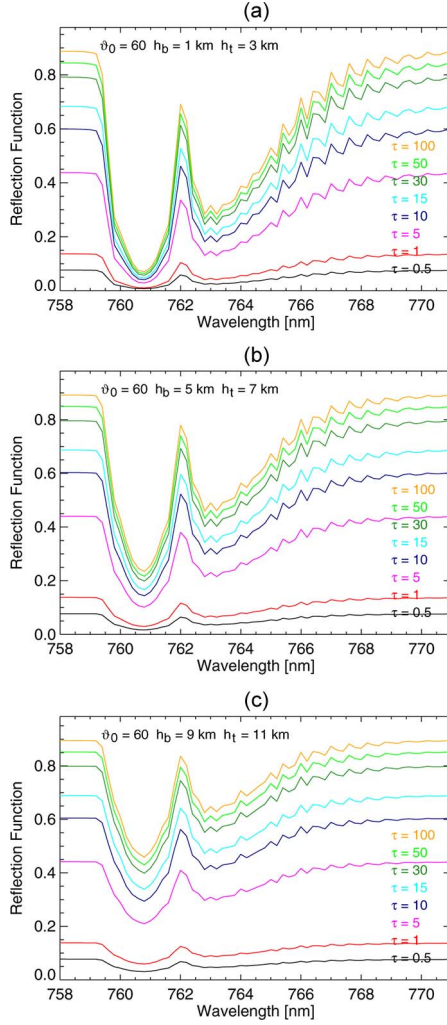 (a)
ϑ0 = 60 hb = 1 km ht = 3 km
Reflection Function
0.8
0.6
0.4
0.2
0.0
τ = 100
τ = 50
τ = 30
τ = 15
τ = 10
τ = 5
τ = 1
τ = 0.5
758 760 762 764 766 768 770
Wavelength [nm]
(b)
ϑ0 = 60 hb = 5 km ht = 7 km
Reflection Function
0.8
0.6
0.4
0.2
0.0
τ = 100
τ = 50
τ = 30
τ = 15
τ = 10
τ = 5
τ = 1
τ = 0.5
758 760 762 764 766 768 770
Wavelength [nm]
(c)
ϑ0 = 60 hb = 9 km ht = 11 km
Reflection Function
0.8
0.6
0.4
0.2
0.0
τ = 100
τ = 50
τ = 30
τ = 15
τ = 10
τ = 5
τ = 1
τ = 0.5
758 760 762 764 766 768 770
Wavelength [nm]